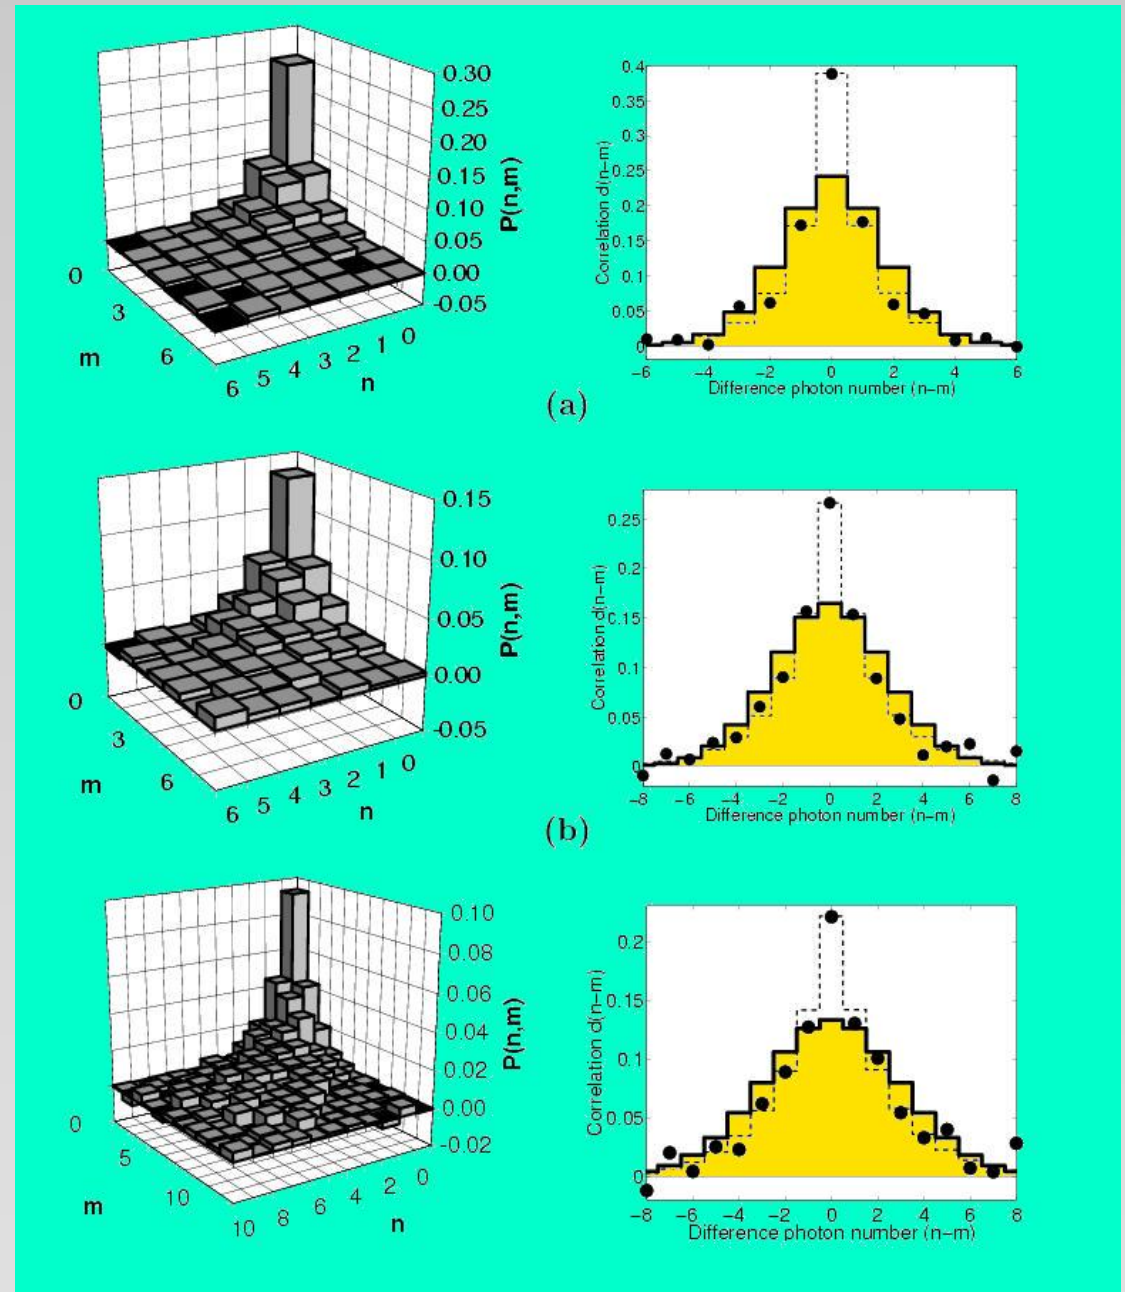 0.30
0.25
0.20
0.15
0.10
0.05
0.00
-0.05
P(n,m)
0
3
6
m
6 5 4 3 2 1 0
n
0.4
0.35
0.3
0.25
0.2
0.15
0.1
0.05
0
Correlation d(n−m)
−6 −4 −2 0 2 4 6
Difference photon number (n−m)
(a)
0.15
0.10
0.05
0.00
-0.05
P(n,m)
0
3
6
m
6 5 4 3 2 1 0
n
0.25
0.2
0.15
0.1
0.05
0
Correlation d(n−m)
−8 −6 −4 −2 0 2 4 6 8
Difference photon number (n−m)
(b)
0.10
0.08
0.06
0.04
0.02
0.00
-0.02
P(n,m)
0
5
10
m
10 8 6 4 2 0
n
0.2
0.15
0.1
0.05
0
Correlation d(n−m)
−8 −6 −4 −2 0 2 4 6 8
Difference photon number (n−m)